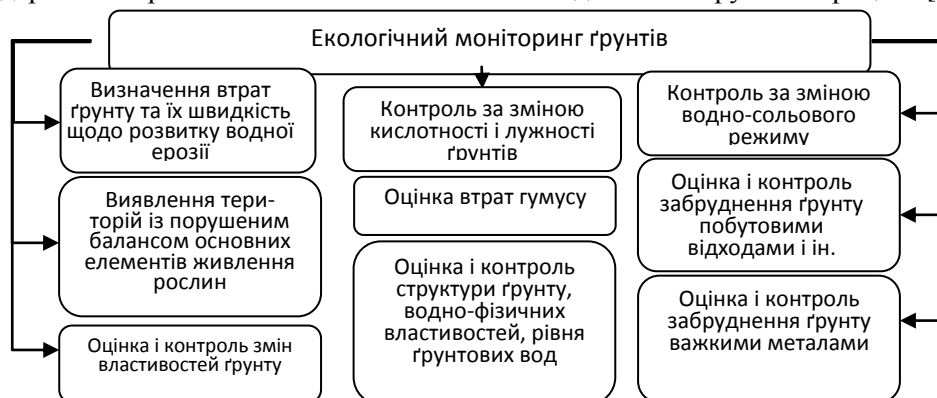 Екологічний моніторинг ґрунтів
Визначення втрат
ґрунту та їх швидкість
щодо розвитку водної
ерозії
Виявлення тери-
торій із порушеним
балансом основних
елементів живлення
рослин
Оцінка і контроль змін
властивостей ґрунту
Контроль за зміною
кислотності і лужності
ґрунтів
Оцінка втрат гумусу
Оцінка і контроль
структури ґрунту,
водно-фізичних
властивостей, рівня
ґрунтових вод
Контроль за зміною
водно-сольового
режиму
Оцінка і контроль
забруднення ґрунту
побутовими
відходами і ін.
Оцінка і контроль
забруднення ґрунту
важкими металами